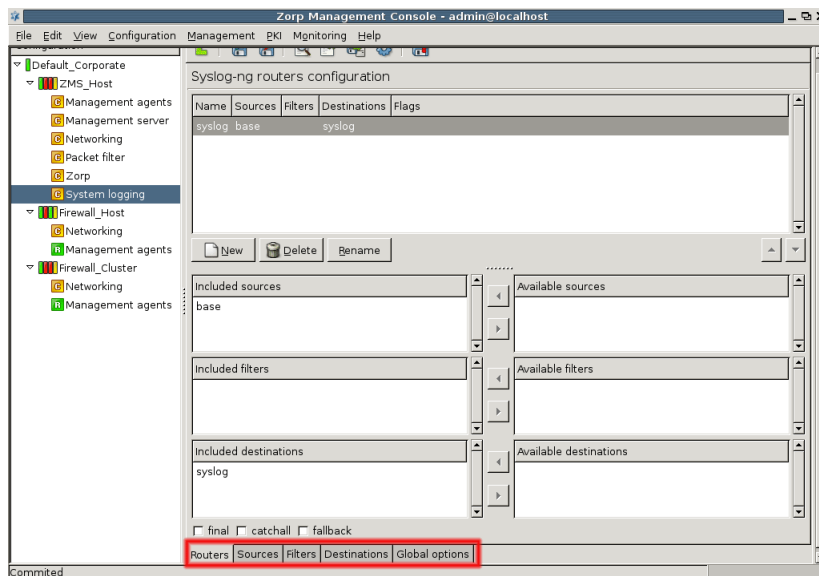 Zorp Management Console - admin@localhost
File Edit View Configuration Management PKI Monitoring Help
Default_Corporate
ZMS_Host
Management agents
Management server
Networking
Packet filter
Zorp
System logging
Firewall_Host
Networking
Management agents
Firewall_Cluster
Networking
Management agents
Syslog-ng routers configuration
Name Sources Filters Destinations Flags
syslog base syslog
New Delete Rename
Included sources Available sources
base
Included filters Available filters
Included destinations Available destinations
syslog
final catchall fallback
Routers Sources Filters Destinations Global options
Commited